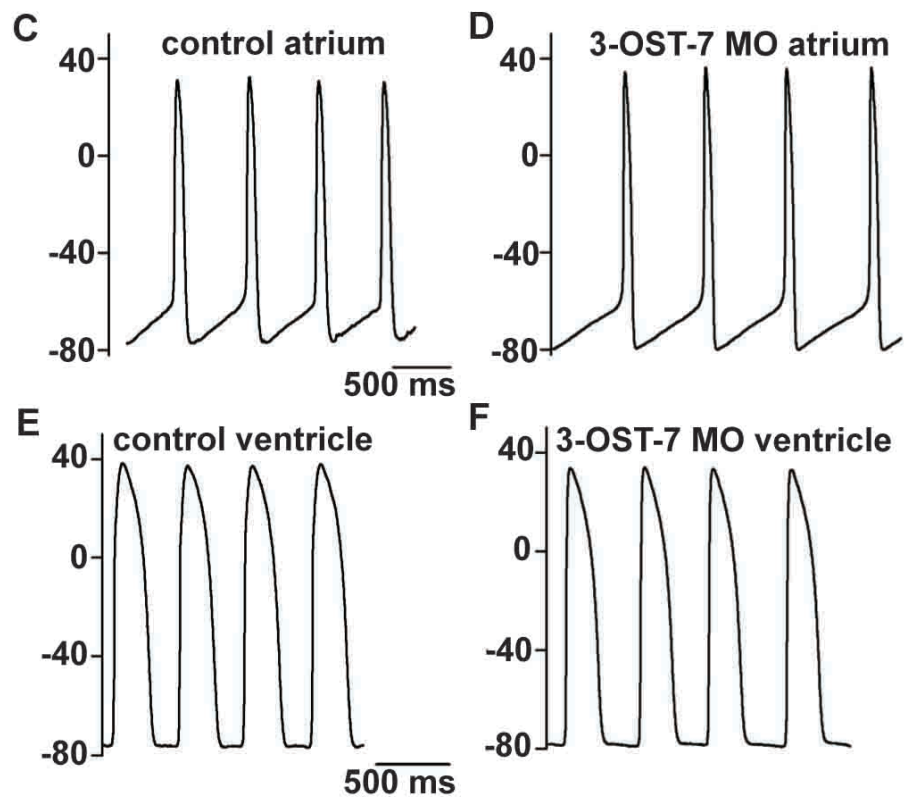 C
control atrium
40
0
-40
-80
500 ms
D
3-OST-7 MO atrium
40
0
-40
-80
E
control ventricle
40
0
-40
-80
500 ms
F
3-OST-7 MO ventricle
40
0
-40
-80